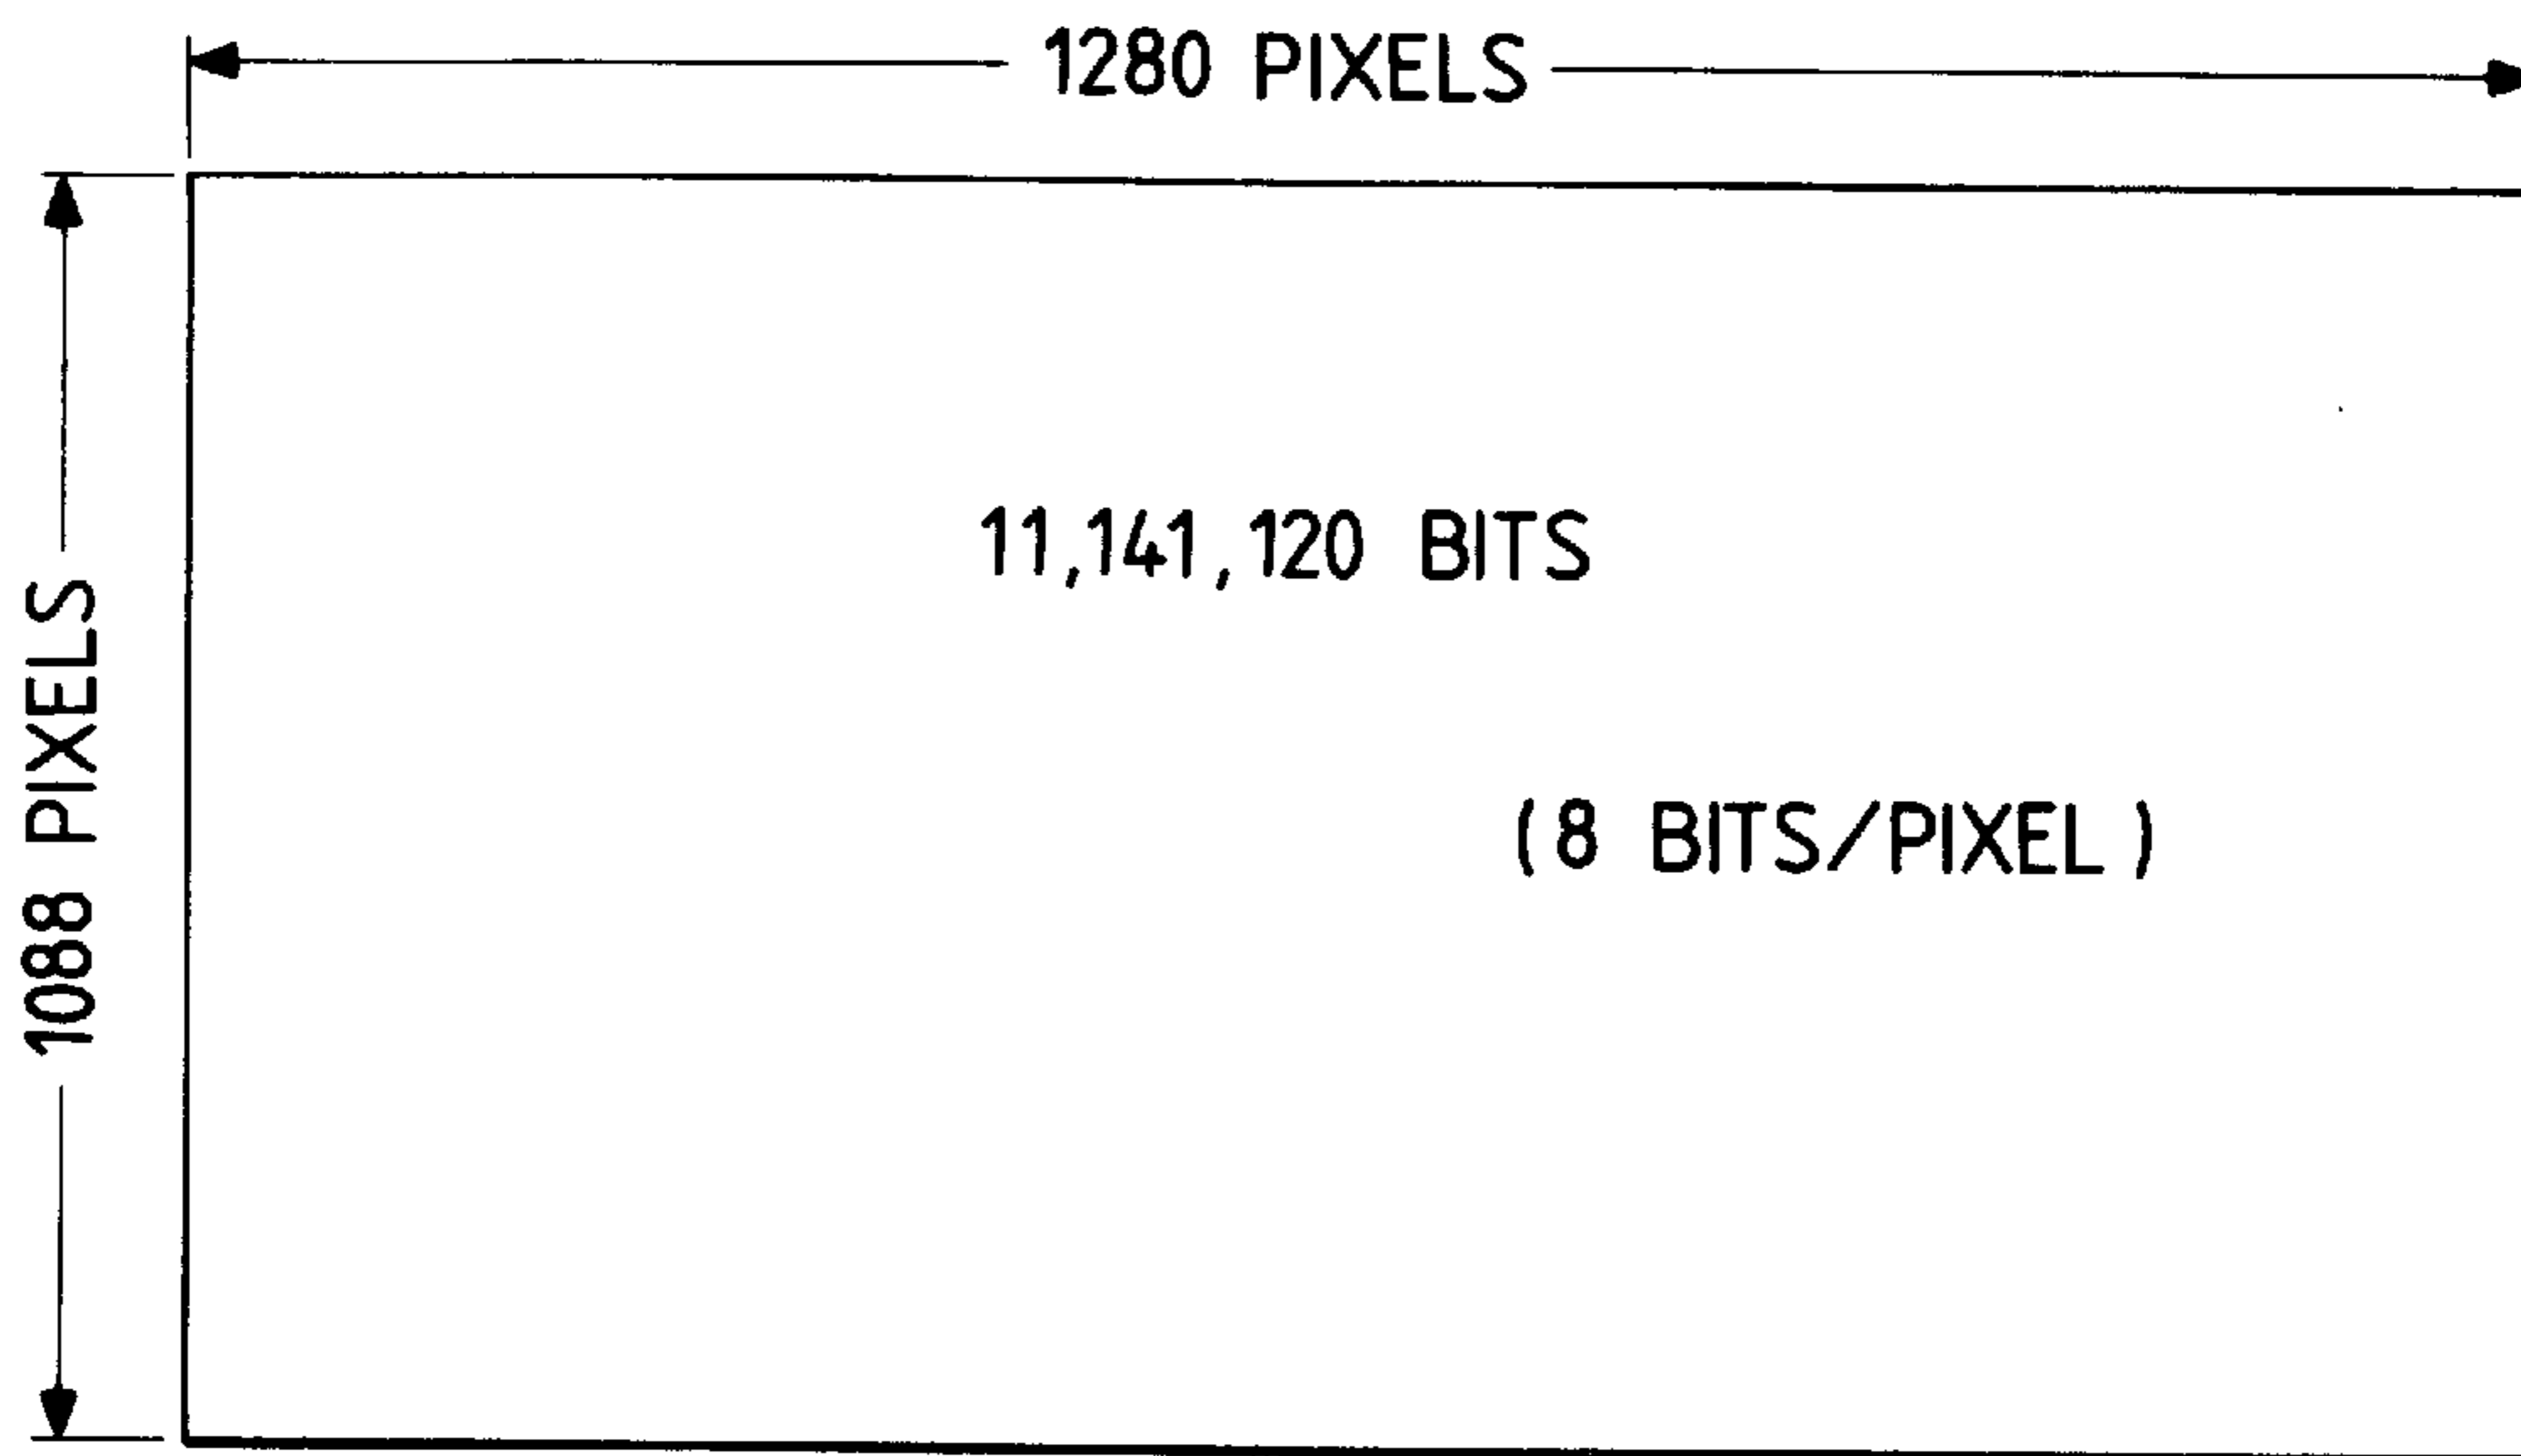 1280 PIXELS
1088 PIXELS
11,141,120 BITS
(8 BITS/PIXEL)